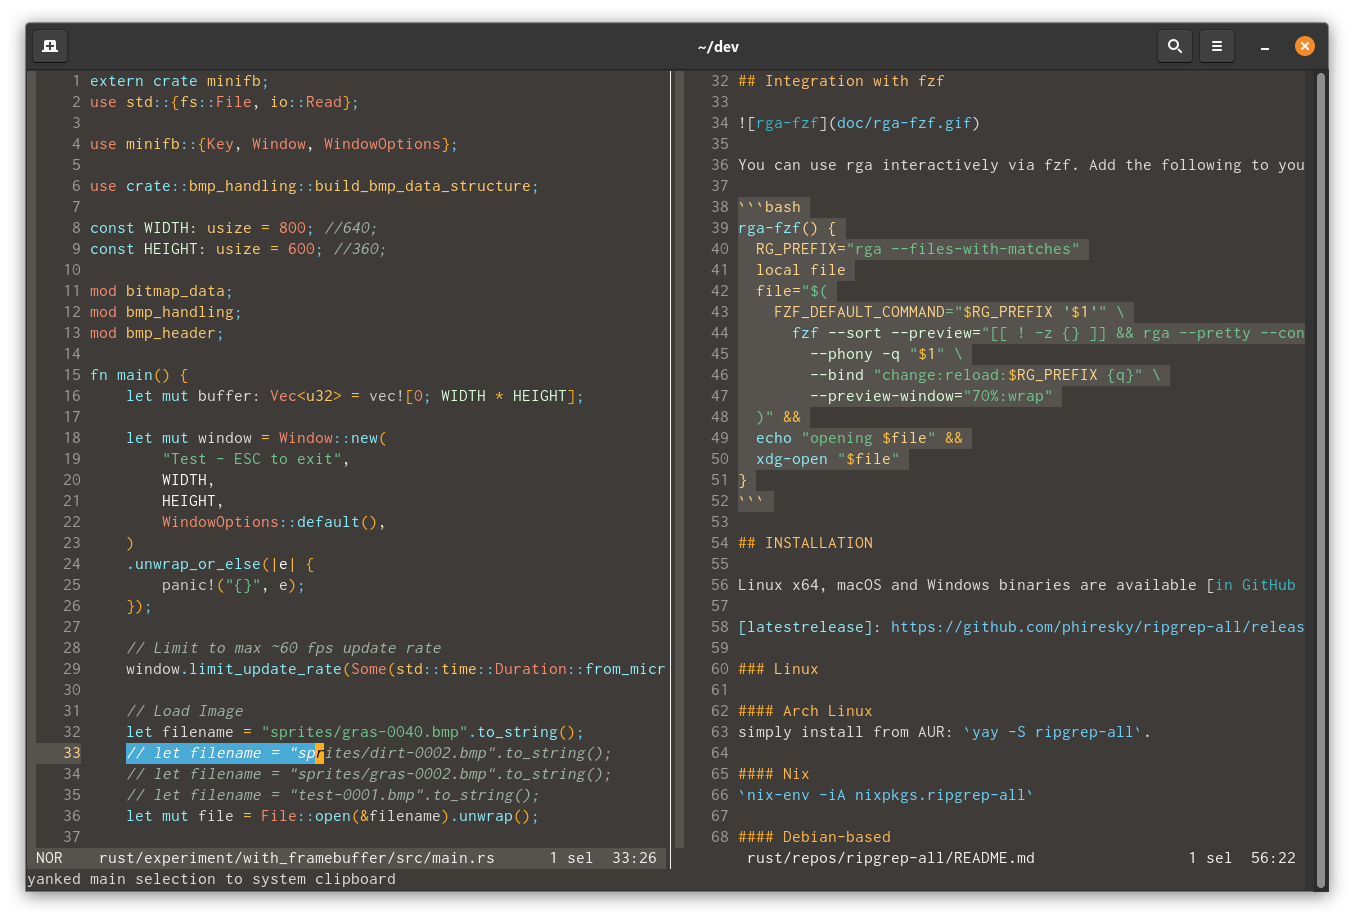 ~/dev
1 extern crate minifb;
2 use std::{fs::File, io::Read};
3
4 use minifb::{Key, Window, WindowOptions};
5
6 use crate::bmp_handling::build_bmp_data_structure;
7
8 const WIDTH: usize = 800; //640;
9 const HEIGHT: usize = 600; //360;
10
11 mod bitmap_data;
12 mod bmp_handling;
13 mod bmp_header;
14
15 fn main() {
16     let mut buffer: Vec<u32> = vec![0; WIDTH * HEIGHT];
17
18     let mut window = Window::new(
19         "Test - ESC to exit",
20         WIDTH,
21         HEIGHT,
22         WindowOptions::default(),
23     )
24     .unwrap_or_else(|e| {
25         panic!("{}", e);
26     });
27
28     // Limit to max ~60 fps update rate
29     window.limit_update_rate(Some(std::time::Duration::from_micr
30
31     // Load Image
32     let filename = "sprites/gras-0040.bmp".to_string();
33     // let filename = "sprites/dirt-0002.bmp".to_string();
34     // let filename = "sprites/gras-0002.bmp".to_string();
35     // let filename = "test-0001.bmp".to_string();
36     let mut file = File::open(&filename).unwrap();
37
NOR    rust/experiment/with_framebuffer/src/main.rs      1 sel  33:26
32 ## Integration with fzf
33
34 ![rga-fzf](doc/rga-fzf.gif)
35
36 You can use rga interactively via fzf. Add the following to you
37
38 ```bash
39 rga-fzf() {
40   RG_PREFIX="rga --files-with-matches"
41   local file
42   file="$(
43     FZF_DEFAULT_COMMAND="$RG_PREFIX '$1'" \
44       fzf --sort --preview="[[ ! -z {} ]] && rga --pretty --con
45         --phony -q "$1" \
46         --bind "change:reload:$RG_PREFIX {q}" \
47         --preview-window="70%:wrap"
48   )" &&
49   echo "opening $file" &&
50   xdg-open "$file"
51 }
52 ```
53
54 ## INSTALLATION
55
56 Linux x64, macOS and Windows binaries are available [in GitHub
57
58 [latestrelease]: https://github.com/phiresky/ripgrep-all/releas
59
60 ### Linux
61
62 #### Arch Linux
63 simply install from AUR: `yay -S ripgrep-all`.
64
65 #### Nix
66 `nix-env -iA nixpkgs.ripgrep-all`
67
68 #### Debian-based
rust/repos/ripgrep-all/README.md      1 sel  56:22
yanked main selection to system clipboard